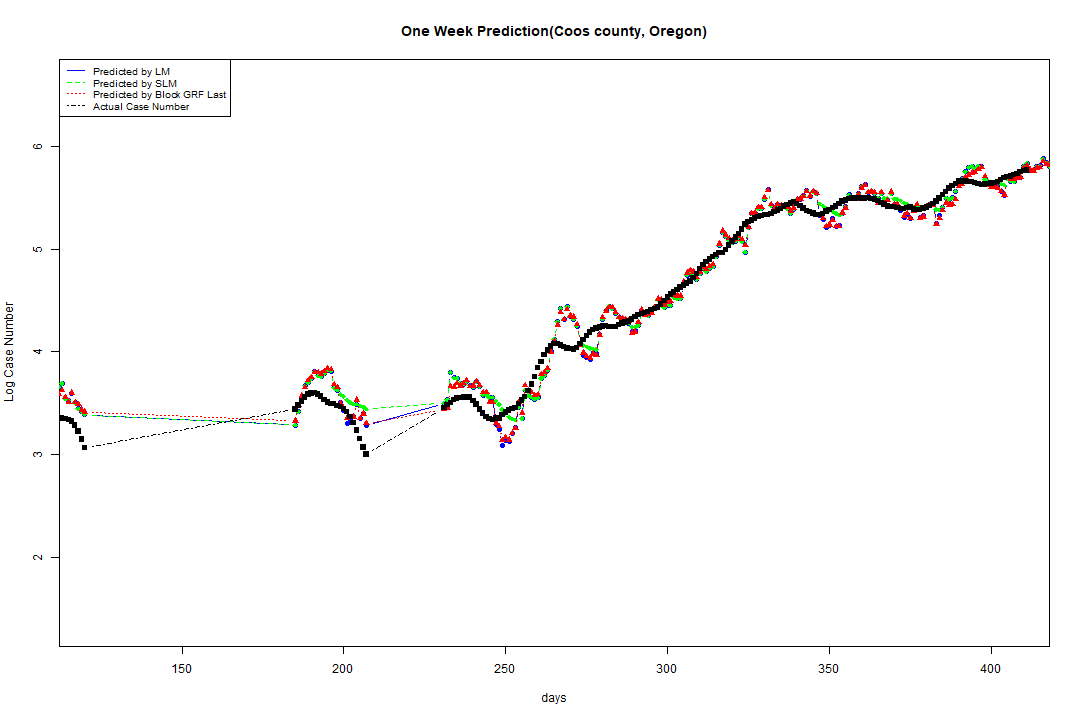 One Week Prediction(Coos county, Oregon)
Predicted by LM
Predicted by SLM
Predicted by Block GRF Last
Actual Case Number
6
5
4
3
2
Log Case Number
150 200 250 300 350 400
days